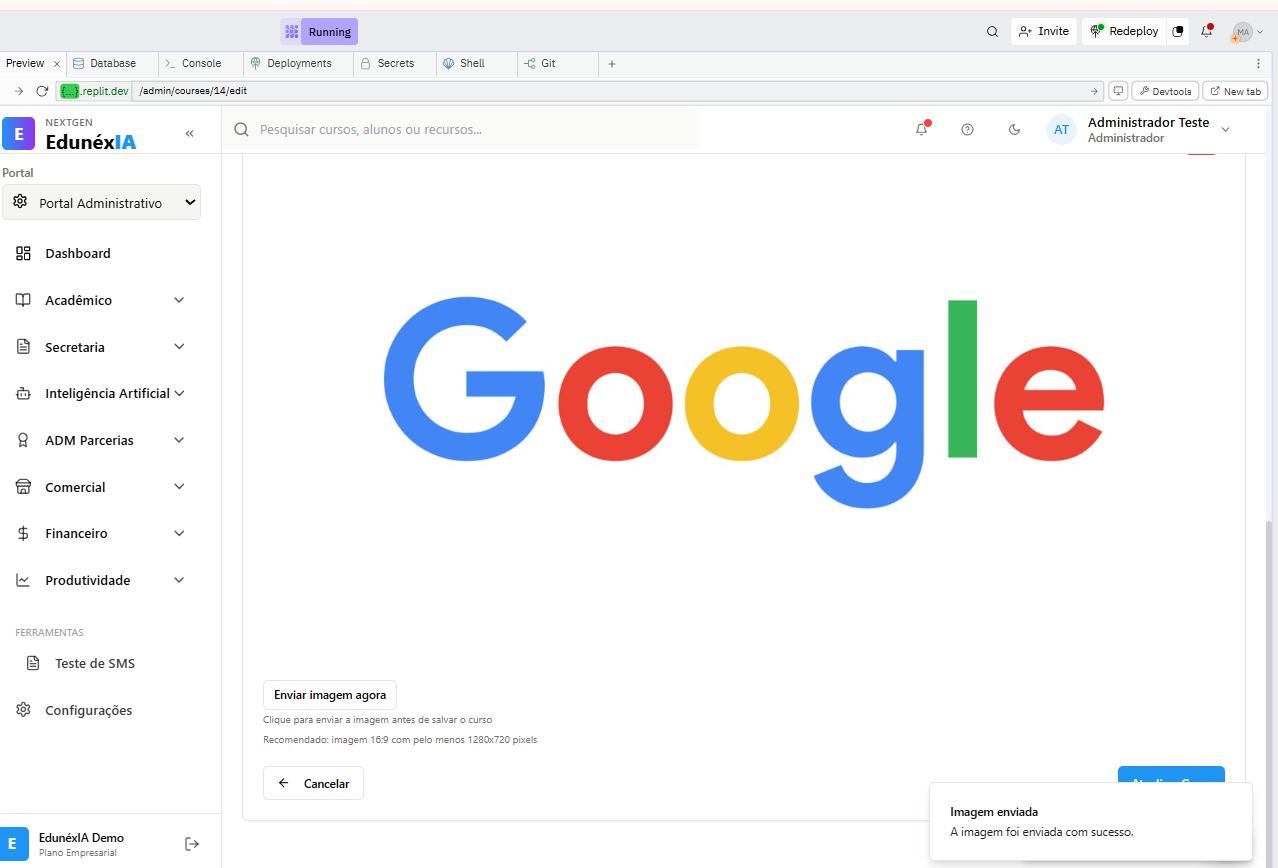 Running
Invite
Redeploy
MA
Preview
Database
Console
Deployments
Secrets
Shell
Git
{...}.replit.dev
/admin/courses/14/edit
Devtools
New tab
E
NEXTGEN
EdunéxIA
Pesquisar cursos, alunos ou recursos...
AT
Administrador Teste
Administrador
Portal
Portal Administrativo
Dashboard
Acadêmico
Secretaria
Inteligência Artificial
ADM Parcerias
Comercial
Financeiro
Produtividade
FERRAMENTAS
Teste de SMS
Configurações
E
EdunéxIA Demo
Plano Empresarial
Google
Enviar imagem agora
Clique para enviar a imagem antes de salvar o curso
Recomendado: imagem 16:9 com pelo menos 1280x720 pixels
Cancelar
Imagem enviada
A imagem foi enviada com sucesso.